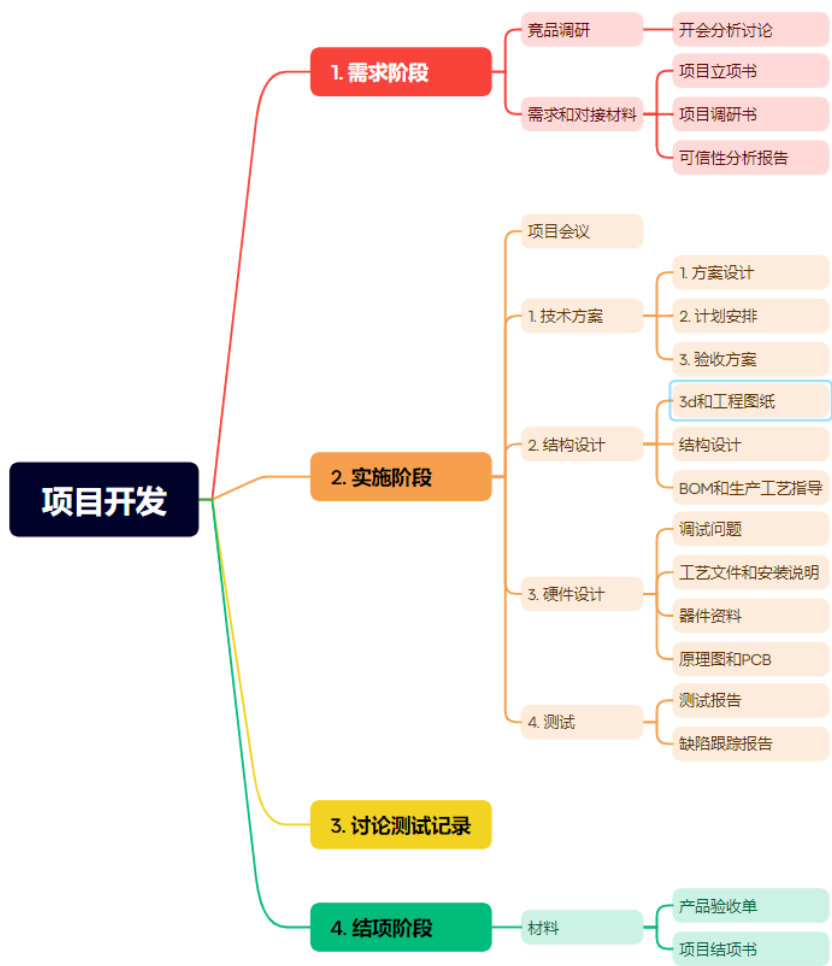 项目开发
1. 需求阶段
竞品调研
开会分析讨论
需求和对接材料
项目立项书
项目调研书
可信性分析报告
2. 实施阶段
项目会议
1. 技术方案
1. 方案设计
2. 计划安排
3. 验收方案
2. 结构设计
3d和工程图纸
结构设计
BOM和生产工艺指导
3. 硬件设计
调试问题
工艺文件和安装说明
器件资料
原理图和PCB
4. 测试
测试报告
缺陷跟踪报告
3. 讨论测试记录
4. 结项阶段
材料
产品验收单
项目结项书